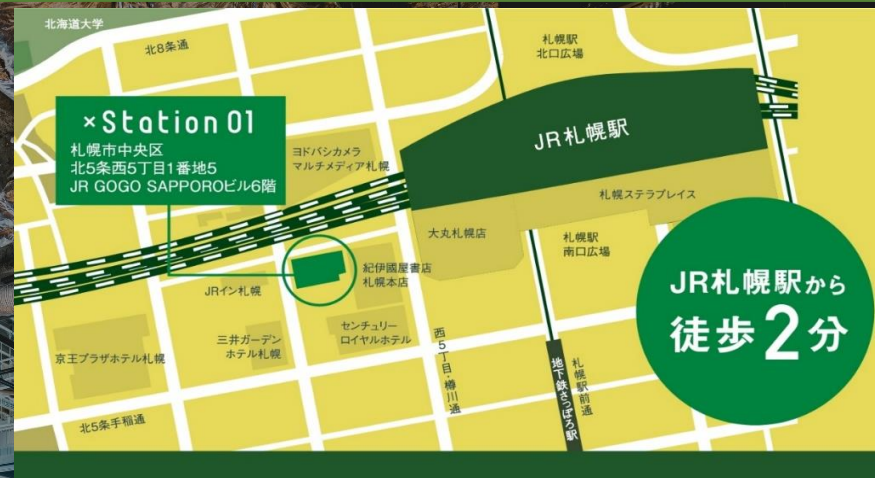 北海道大学
北8条通
札幌駅
北口広場
×Station 01
札幌市中央区
北5条西5丁目1番地5
JR GOGO SAPPOROビル6階
ヨドバシカメラ
マルチメディア札幌
JR札幌駅
札幌ステラプレイス
大丸札幌店
札幌駅
南口広場
紀伊國屋書店
札幌本店
JRイン札幌
JR札幌駅から
徒歩2分
三井ガーデン
ホテル札幌
センチュリー
ロイヤルホテル
京王プラザホテル札幌
西5丁目・樽川通
地下鉄さっぽろ駅
札幌駅前通
北5条手稲通